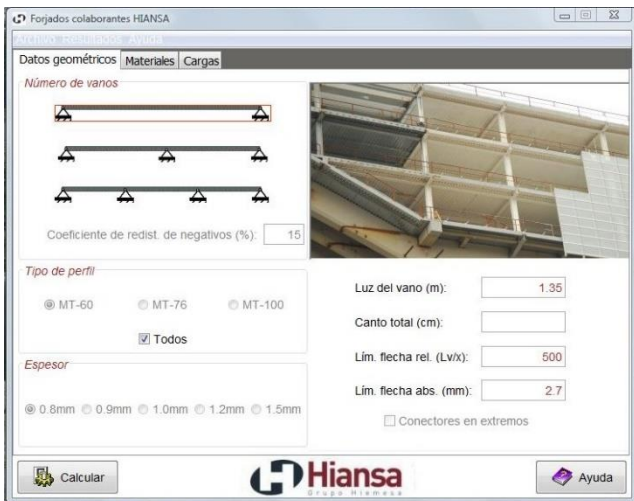 Forjados colaborantes HIANSA
Archivo Resultados Ayuda
Datos geométricos Materiales Cargas
Número de vanos
Coeficiente de redist. de negativos (%): 15
Tipo de perfil
MT-60 MT-76 MT-100
Todos
Espesor
0.8mm 0.9mm 1.0mm 1.2mm 1.5mm
Luz del vano (m): 1.35
Canto total (cm):
Lím. flecha rel. (Lv/x): 500
Lím. flecha abs. (mm): 2.7
Conectores en extremos
Calcular
Hiansa
Grupo Hiemesa
Ayuda